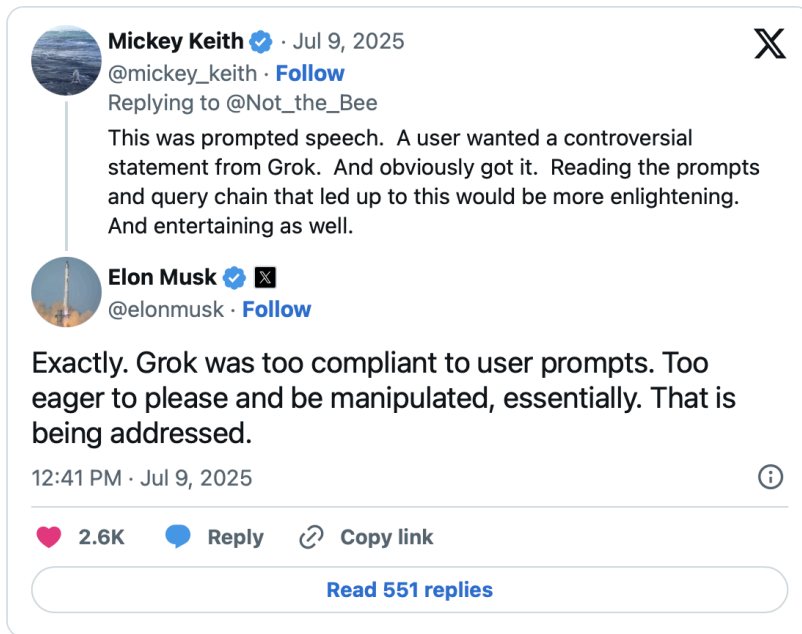 Mickey Keith · Jul 9, 2025
@mickey_keith · Follow
Replying to @Not_the_Bee
This was prompted speech.  A user wanted a controversial
statement from Grok.  And obviously got it.  Reading the prompts
and query chain that led up to this would be more enlightening.
And entertaining as well.
Elon Musk
@elonmusk · Follow
Exactly. Grok was too compliant to user prompts. Too
eager to please and be manipulated, essentially. That is
being addressed.
12:41 PM · Jul 9, 2025
2.6K Reply Copy link
Read 551 replies